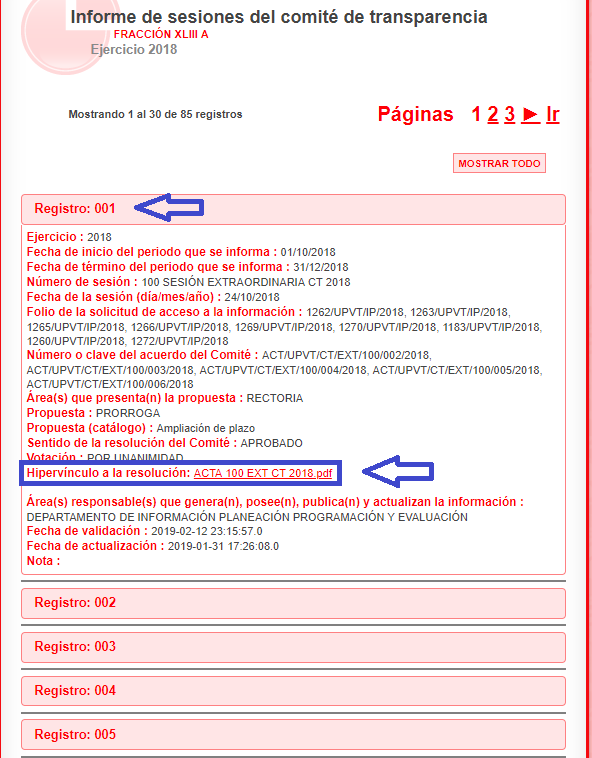 Informe de sesiones del comité de transparencia
FRACCIÓN XLIII A
Ejercicio 2018
Mostrando 1 al 30 de 85 registros
Páginas 1 2 3 ► Ir
MOSTRAR TODO
Registro: 001
Ejercicio : 2018
Fecha de inicio del periodo que se informa : 01/10/2018
Fecha de término del periodo que se informa : 31/12/2018
Número de sesión : 100 SESIÓN EXTRAORDINARIA CT 2018
Fecha de la sesión (día/mes/año) : 24/10/2018
Folio de la solicitud de acceso a la información : 1262/UPVT/IP/2018, 1263/UPVT/IP/2018,
1265/UPVT/IP/2018, 1266/UPVT/IP/2018, 1269/UPVT/IP/2018, 1270/UPVT/IP/2018, 1183/UPVT/IP/2018,
1260/UPVT/IP/2018, 1272/UPVT/IP/2018
Número o clave del acuerdo del Comité : ACT/UPVT/CT/EXT/100/002/2018,
ACT/UPVT/CT/EXT/100/003/2018, ACT/UPVT/CT/EXT/100/004/2018, ACT/UPVT/CT/EXT/100/005/2018,
ACT/UPVT/CT/EXT/100/006/2018
Área(s) que presenta(n) la propuesta : RECTORIA
Propuesta : PRORROGA
Propuesta (catálogo) : Ampliación de plazo
Sentido de la resolución del Comité : APROBADO
Votación : POR UNANIMIDAD
Hipervínculo a la resolución: ACTA 100 EXT CT 2018.pdf
Área(s) responsable(s) que genera(n), posee(n), publica(n) y actualizan la información :
DEPARTAMENTO DE INFORMACIÓN PLANEACIÓN PROGRAMACIÓN Y EVALUACIÓN
Fecha de validación : 2019-02-12 23:15:57.0
Fecha de actualización : 2019-01-31 17:26:08.0
Nota :
Registro: 002
Registro: 003
Registro: 004
Registro: 005